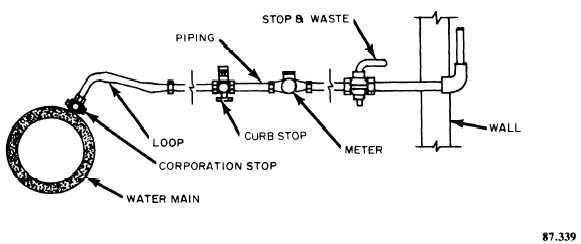 STOP & WASTE
PIPING
LOOP
CURB STOP
METER
WALL
CORPORATION STOP
WATER MAIN
87.339